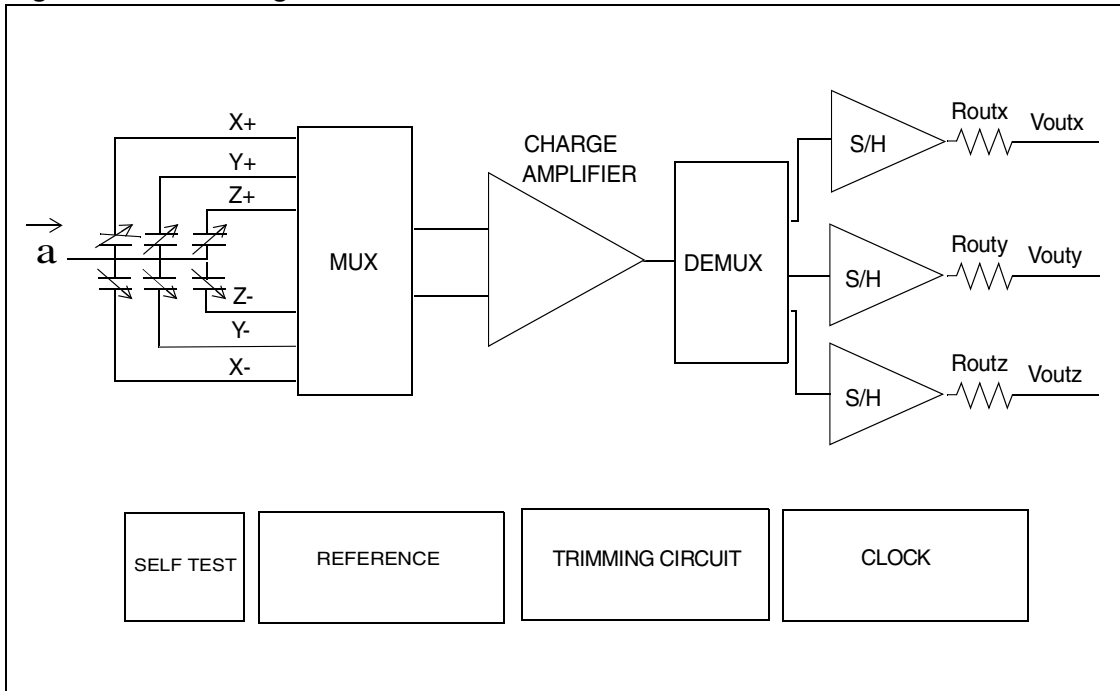 X+
Y+
Z+
a
Z-
Y-
X-
MUX
CHARGE
AMPLIFIER
DEMUX
S/H
Routx
Voutx
S/H
Routy
Vouty
S/H
Routz
Voutz
SELF TEST
REFERENCE
TRIMMING CIRCUIT
CLOCK